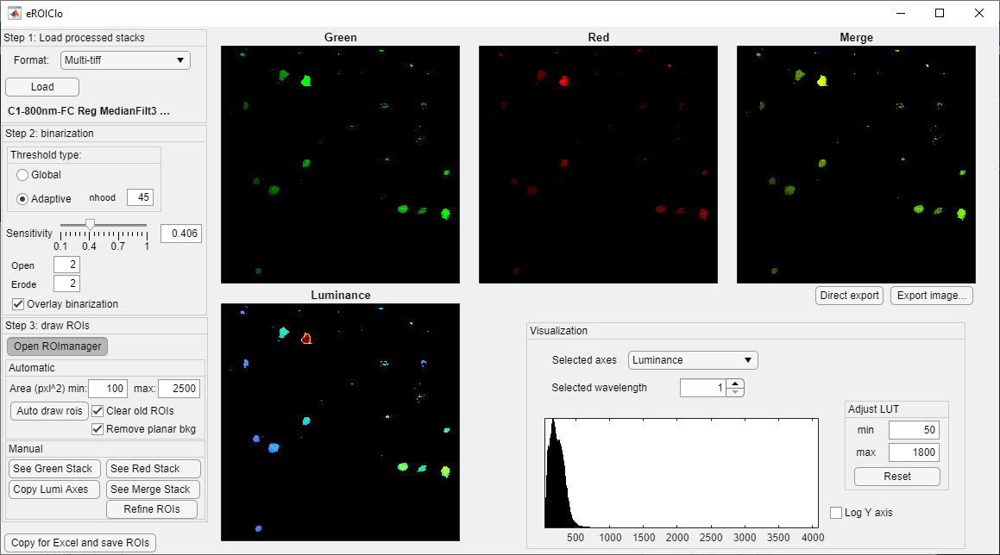 eROIClo
Step 1: Load processed stacks
Format: Multi-tiff
Load
C1-800nm-FC Reg MedianFilt3 ...
Step 2: binarization
Threshold type:
Global
Adaptive nhood 45
Sensitivity 0.406
0.1 0.4 0.7 1
Open 2
Erode 2
Overlay binarization
Step 3: draw ROIs
Open ROImanager
Automatic
Area (pxl^2) min: 100 max: 2500
Auto draw rois Clear old ROIs
Remove planar bkg
Manual
See Green Stack See Red Stack
Copy Lumi Axes See Merge Stack
Refine ROIs
Copy for Excel and save ROIs
Green Red Merge
Direct export Export image...
Luminance
Visualization
Selected axes Luminance
Selected wavelength 1
500 1000 1500 2000 2500 3000 3500 4000
Adjust LUT
min 50
max 1800
Reset
Log Y axis